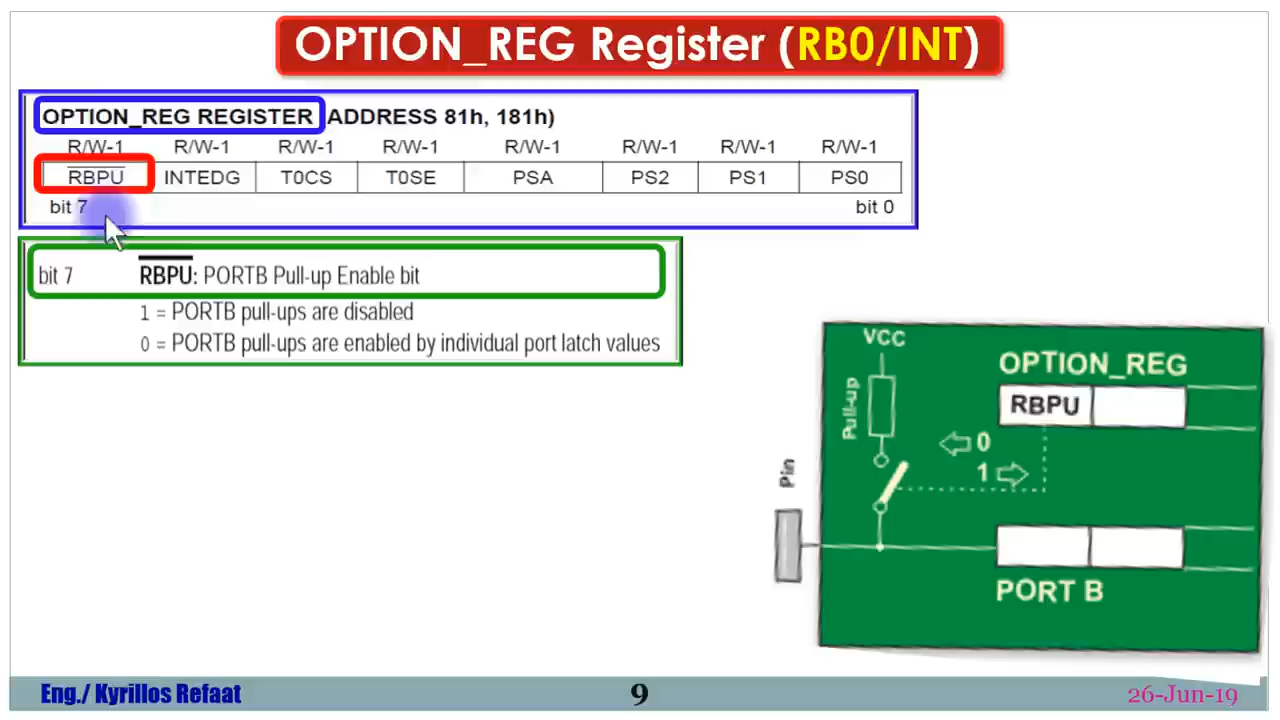 OPTION_REG Register (RB0/INT)
OPTION_REG REGISTER (ADDRESS 81h, 181h)
R/W-1 R/W-1 R/W-1 R/W-1 R/W-1 R/W-1 R/W-1 R/W-1
RBPU INTEDG T0CS T0SE PSA PS2 PS1 PS0
bit 7 bit 0
bit 7 RBPU: PORTB Pull-up Enable bit
1 = PORTB pull-ups are disabled
0 = PORTB pull-ups are enabled by individual port latch values
VCC
OPTION_REG
Pull-up
RBPU
0
1
Pin
PORT B
Eng./ Kyrillos Refaat 9 26-Jun-19